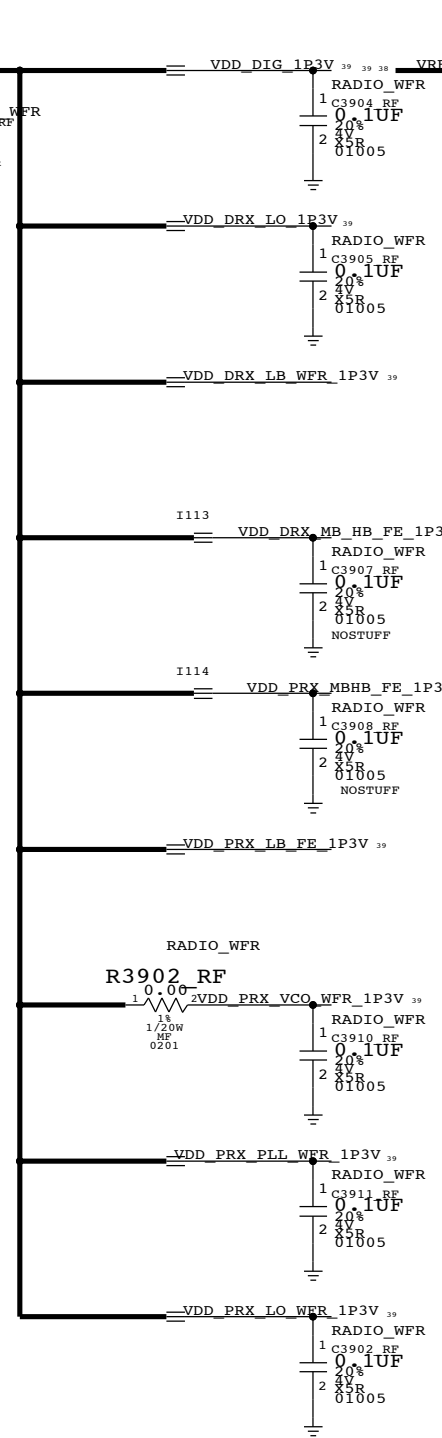 VDD_DIG_1P3V 39 39 38 VRE
RADIO_WFR
WFR
RF
1 C3904_RF
0.1UF
20%
4V
2 X5R
01005
VDD_DRX_LO_1P3V 39
RADIO_WFR
1 C3905_RF
0.1UF
20%
4V
2 X5R
01005
VDD_DRX_LB_WFR_1P3V 39
I113
VDD_DRX_MB_HB_FE_1P3
RADIO_WFR
1 C3907_RF
0.1UF
20%
4V
2 X5R
01005
NOSTUFF
I114
VDD_PRX_MBHB_FE_1P3
RADIO_WFR
1 C3908_RF
0.1UF
20%
4V
2 X5R
01005
NOSTUFF
VDD_PRX_LB_FE_1P3V 39
RADIO_WFR
R3902_RF
0.00
1 2 VDD_PRX_VCO_WFR_1P3V 39
1%
1/20W
MF
0201
RADIO_WFR
1 C3910_RF
0.1UF
20%
4V
2 X5R
01005
VDD_PRX_PLL_WFR_1P3V 39
RADIO_WFR
1 C3911_RF
0.1UF
20%
4V
2 X5R
01005
VDD_PRX_LO_WFR_1P3V 39
RADIO_WFR
1 C3902_RF
0.1UF
20%
4V
2 X5R
01005